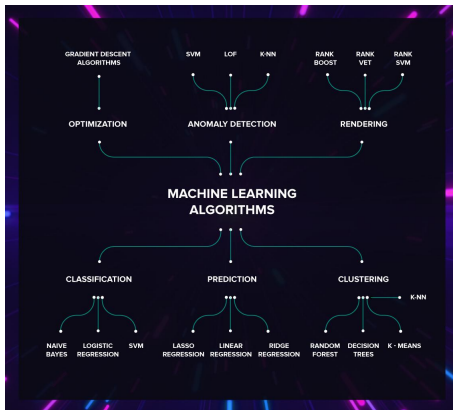 GRADIENT DESCENT
ALGORITHMS
SVM
LOF
K-NN
RANK
BOOST
RANK
VET
RANK
SVM
OPTIMIZATION
ANOMALY DETECTION
RENDERING
MACHINE LEARNING
ALGORITHMS
CLASSIFICATION
PREDICTION
CLUSTERING
K-NN
NAIVE
BAYES
LOGISTIC
REGRESSION
SVM
LASSO
REGRESSION
LINEAR
REGRESSION
RIDGE
REGRESSION
RANDOM
FOREST
DECISION
TREES
K - MEANS